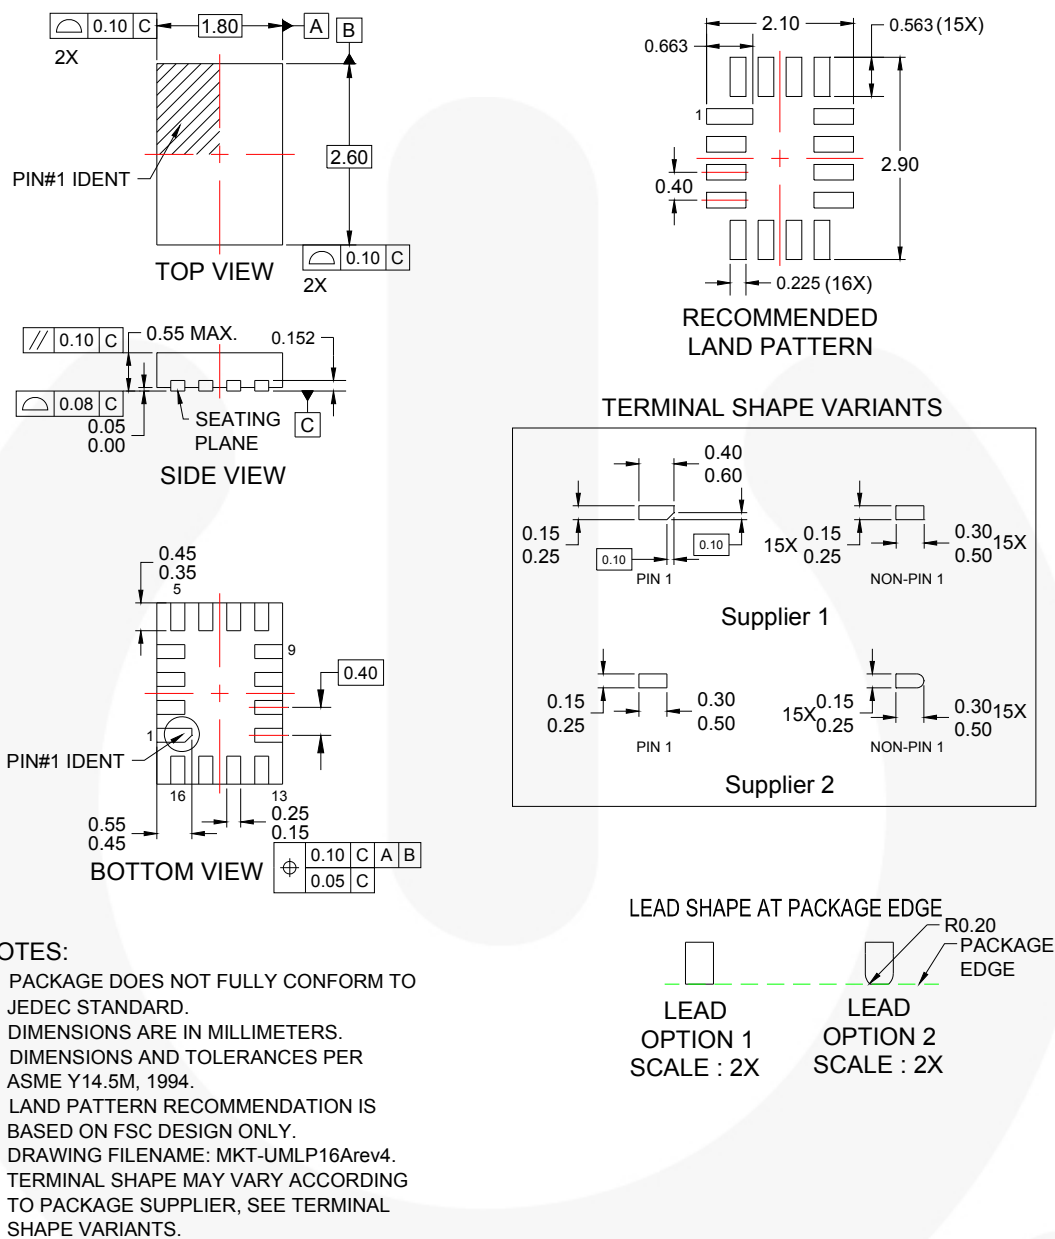 0.10 C
1.80
A
B
2X
2.60
PIN#1 IDENT
0.10 C
TOP VIEW
2X
2.10
0.563 (15X)
0.663
1
2.90
0.40
0.225 (16X)
RECOMMENDED
LAND PATTERN
// 0.10 C
0.55 MAX.
0.152
0.08 C
0.05
0.00
SEATING
PLANE
C
SIDE VIEW
TERMINAL SHAPE VARIANTS
0.40
0.60
0.15
0.25
0.10
0.10
PIN 1
15X
0.15
0.25
0.30
0.50
15X
NON-PIN 1
Supplier 1
0.15
0.25
0.30
0.50
PIN 1
15X
0.15
0.25
0.30
0.50
15X
NON-PIN 1
Supplier 2
0.45
0.35
5
9
0.40
1
PIN#1 IDENT
16
13
0.25
0.15
0.55
0.45
0.10 C A B
0.05 C
BOTTOM VIEW
LEAD SHAPE AT PACKAGE EDGE
R0.20
PACKAGE
EDGE
LEAD
OPTION 1
SCALE : 2X
LEAD
OPTION 2
SCALE : 2X
OTES:
PACKAGE DOES NOT FULLY CONFORM TO
JEDEC STANDARD.
DIMENSIONS ARE IN MILLIMETERS.
DIMENSIONS AND TOLERANCES PER
ASME Y14.5M, 1994.
LAND PATTERN RECOMMENDATION IS
BASED ON FSC DESIGN ONLY.
DRAWING FILENAME: MKT-UMLP16Arev4.
TERMINAL SHAPE MAY VARY ACCORDING
TO PACKAGE SUPPLIER, SEE TERMINAL
SHAPE VARIANTS.